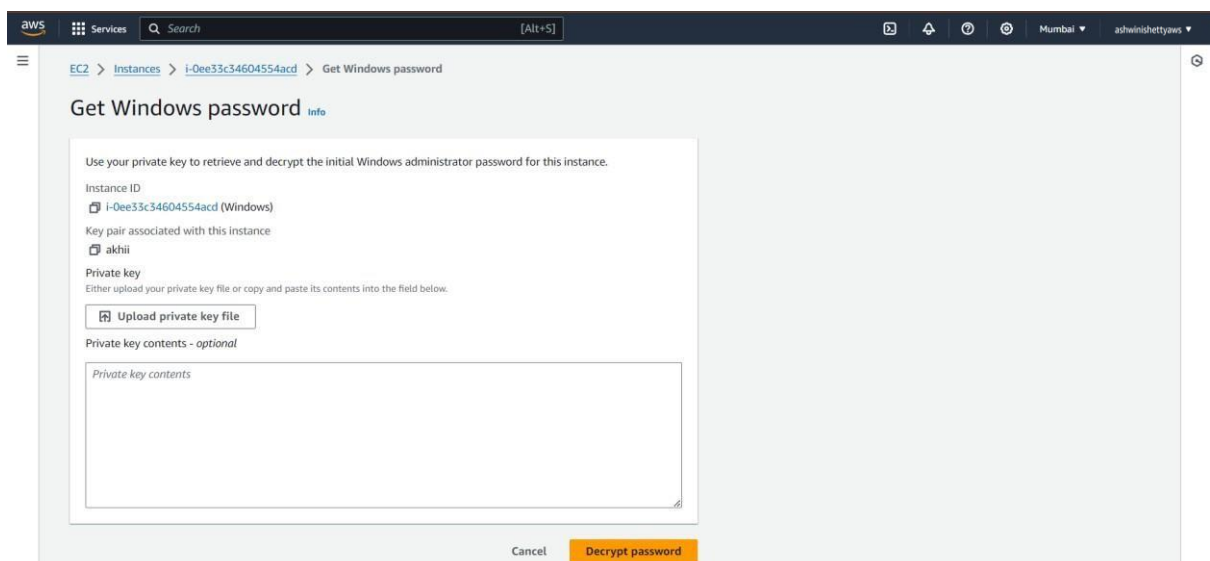 aws Services Search [Alt+S] Mumbai ▼ ashwinishettyaws ▼
EC2 > Instances > i-0ee33c34604554acd > Get Windows password
Get Windows password Info
Use your private key to retrieve and decrypt the initial Windows administrator password for this instance.
Instance ID
i-0ee33c34604554acd (Windows)
Key pair associated with this instance
akhii
Private key
Either upload your private key file or copy and paste its contents into the field below.
Upload private key file
Private key contents - optional
Private key contents
Cancel Decrypt password